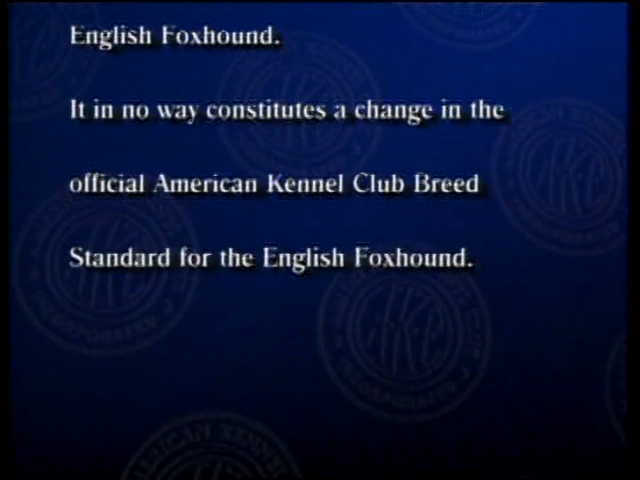 English Foxhound.
It in no way constitutes a change in the
official American Kennel Club Breed
Standard for the English Foxhound.